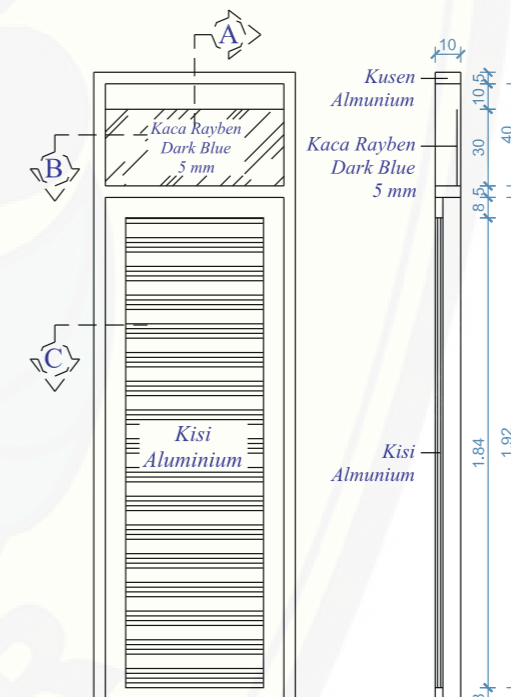 A
10
Kusen
Almunium
5
10
Kaca Rayben
Dark Blue
5 mm
Kaca Rayben
Dark Blue
5 mm
30
40
B
5
8
C
Kisi
Aluminium
Kisi
Almunium
1.84
1.92